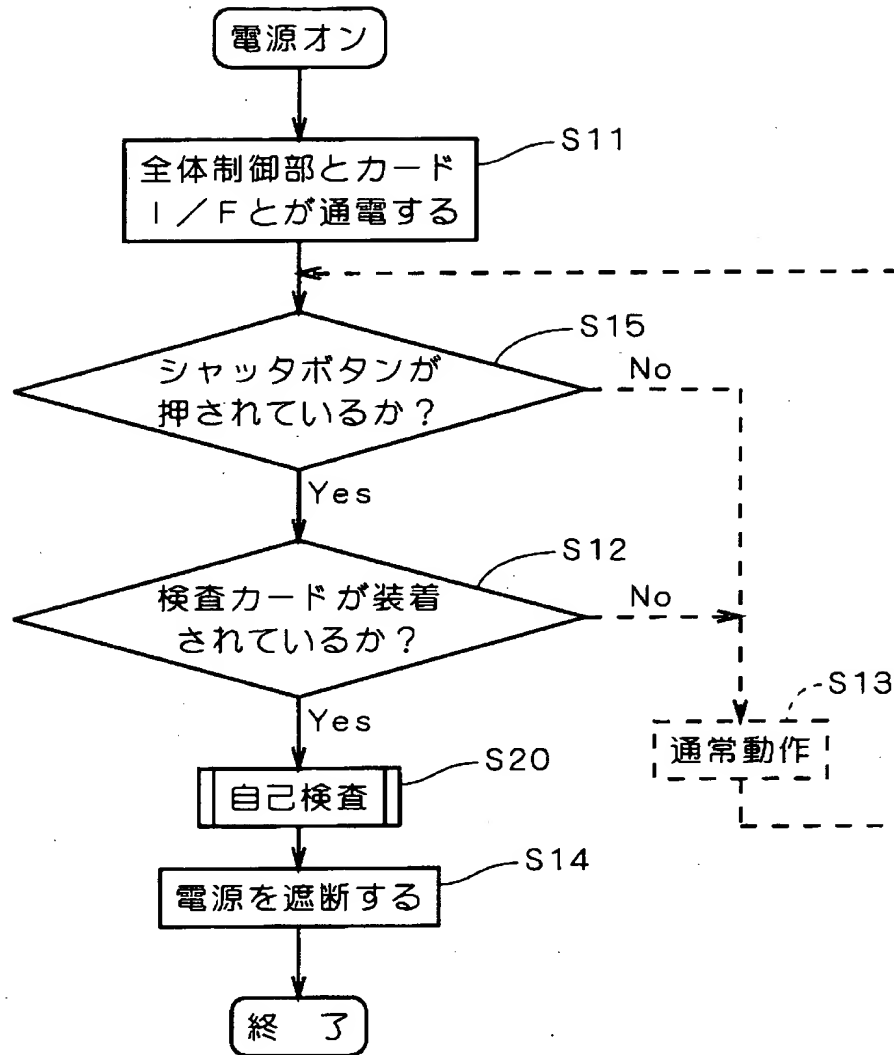 電源オン
S11
全体制御部とカード
I／Fとが通電する
S15
シャッタボタンが
押されているか？
No
Yes
S12
検査カードが装着
されているか？
No
Yes
S13
通常動作
S20
自己検査
S14
電源を遮断する
終 了